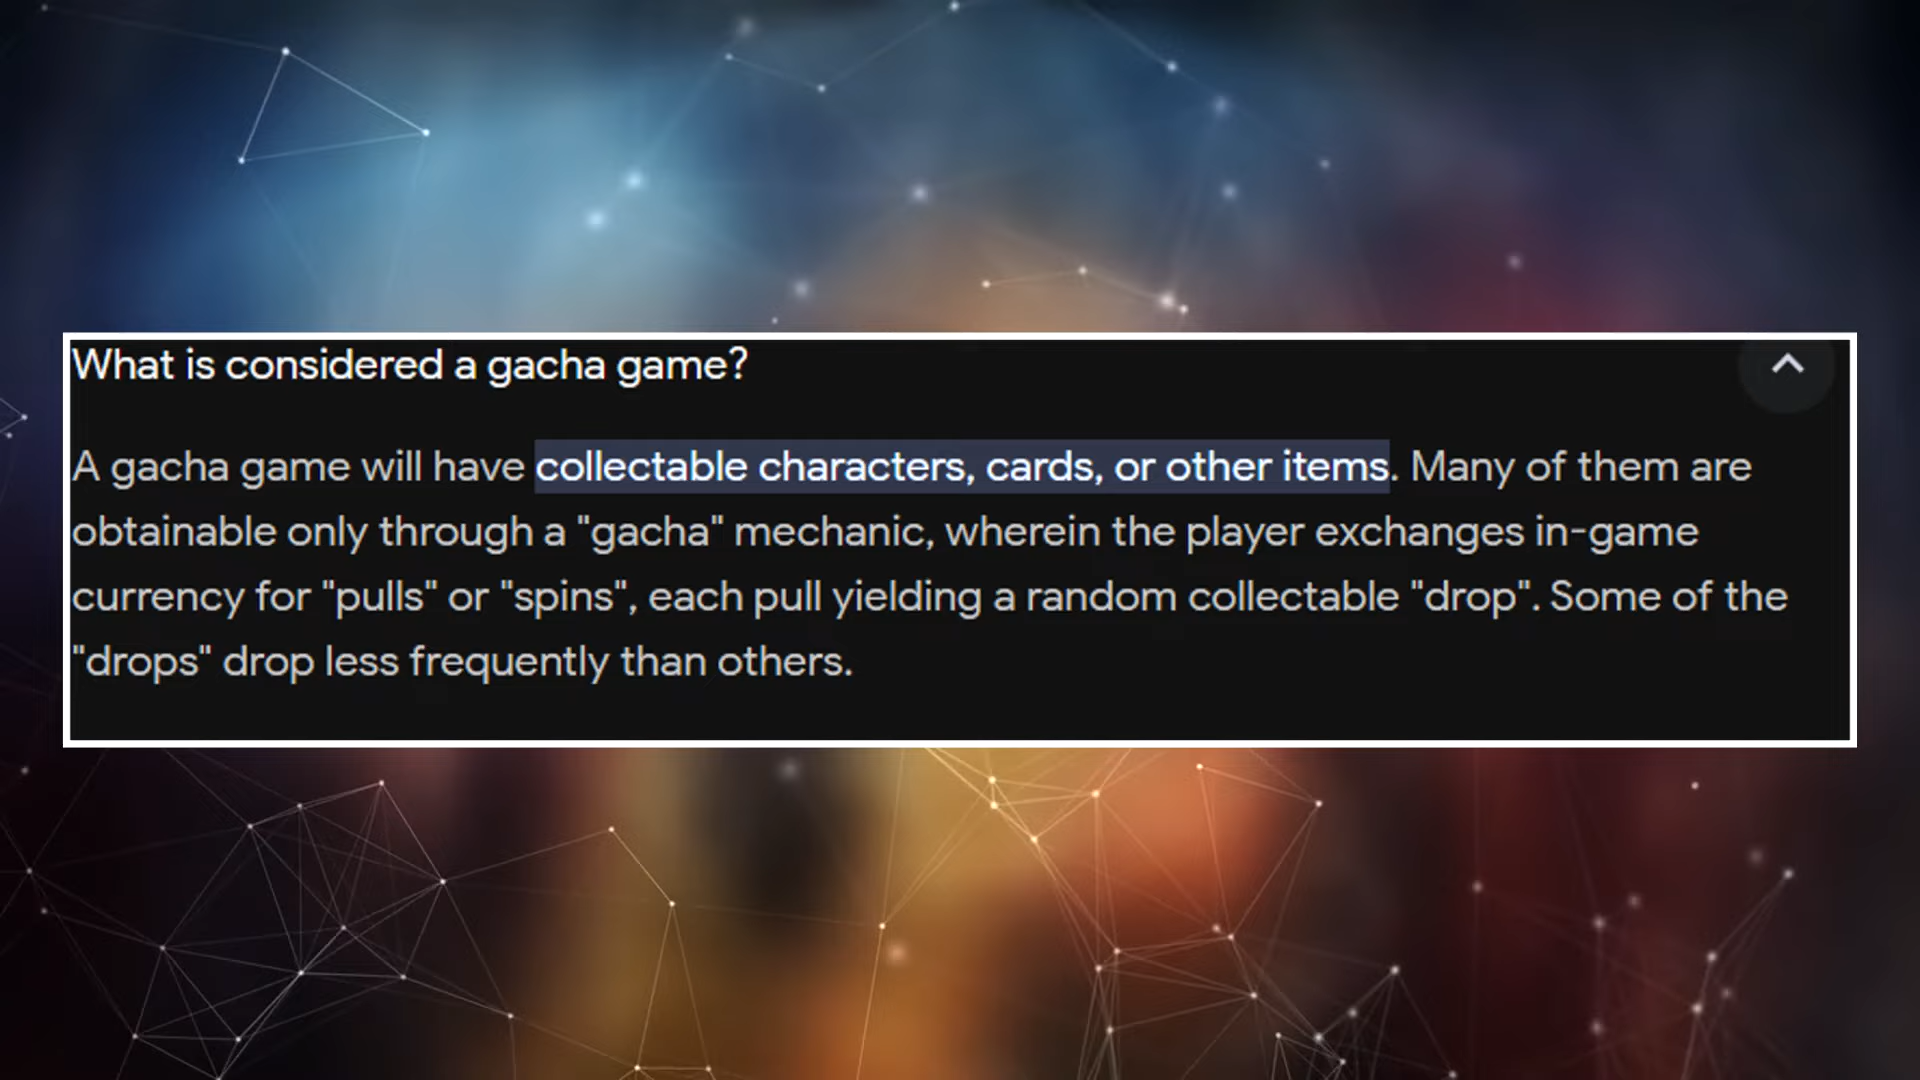 What is considered a gacha game?
A gacha game will have collectable characters, cards, or other items. Many of them are
obtainable only through a "gacha" mechanic, wherein the player exchanges in-game
currency for "pulls" or "spins", each pull yielding a random collectable "drop". Some of the
"drops" drop less frequently than others.